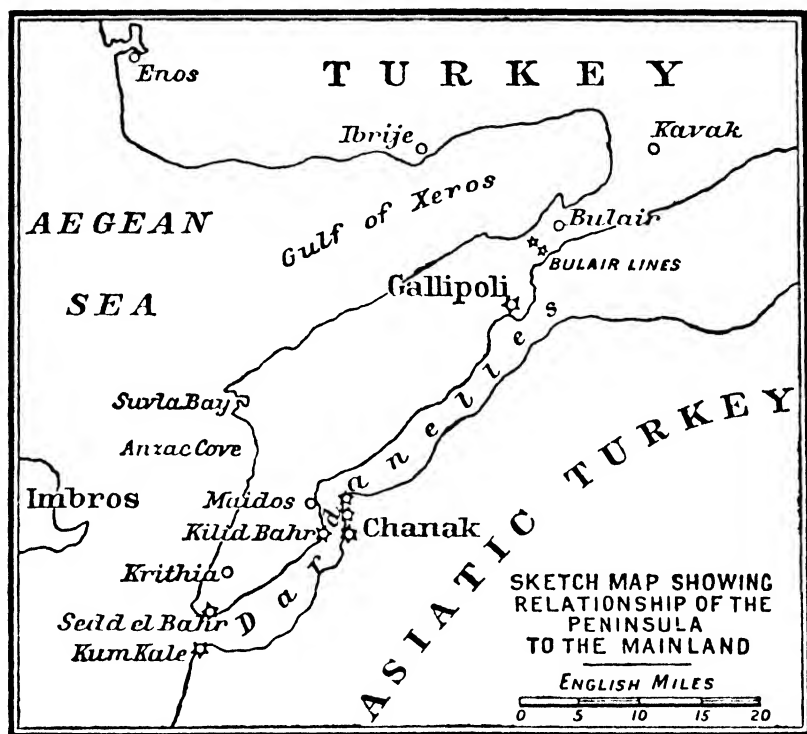 Enos
TURKEY
Ibrije
Kavak
AEGEAN
SEA
Gulf of Xeros
Bulair
BULAIR LINES
Gallipoli
Dardanelles
Suvla Bay
Anzac Cove
Imbros
Maidos
Kilid Bahr
Chanak
Krithia
Sedd el Bahr
Kum Kale
ASIATIC TURKEY
SKETCH MAP SHOWING
RELATIONSHIP OF THE
PENINSULA
TO THE MAINLAND
ENGLISH MILES
0 5 10 15 20